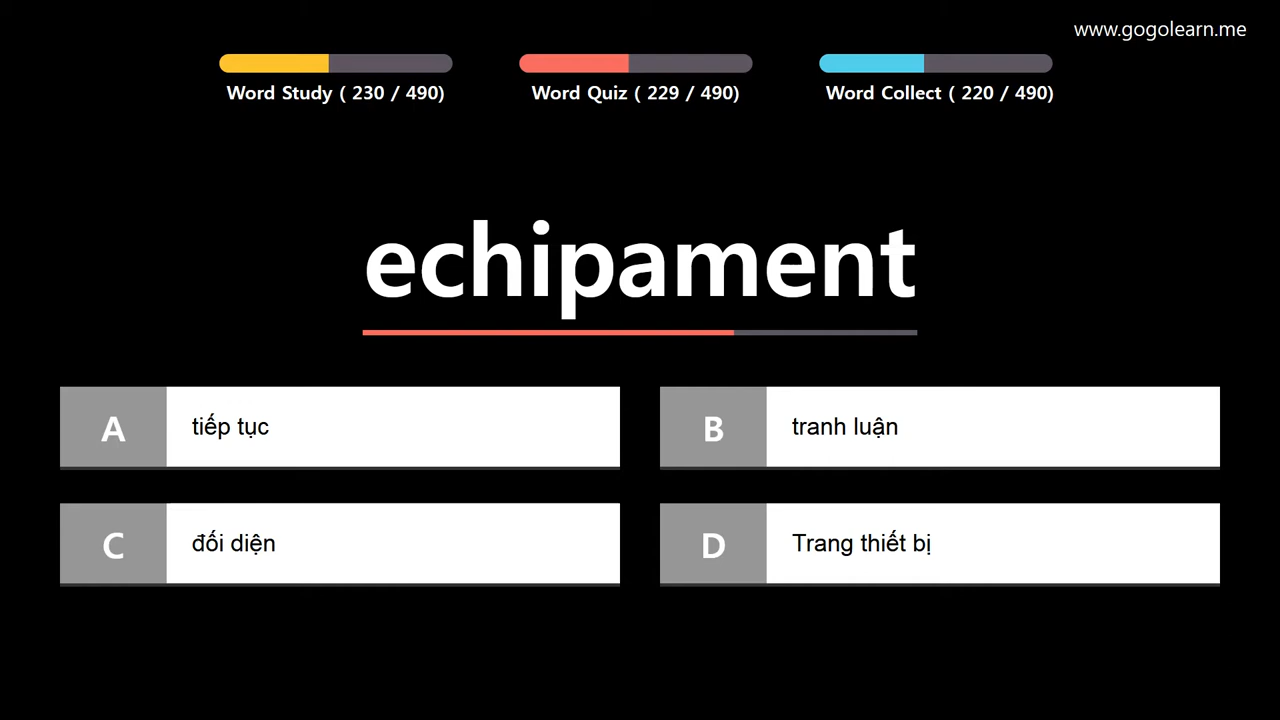 www.gogolearn.me
Word Study ( 230 / 490)
Word Quiz ( 229 / 490)
Word Collect ( 220 / 490)
echipament
A tiếp tục
B tranh luận
C đối diện
D Trang thiết bị